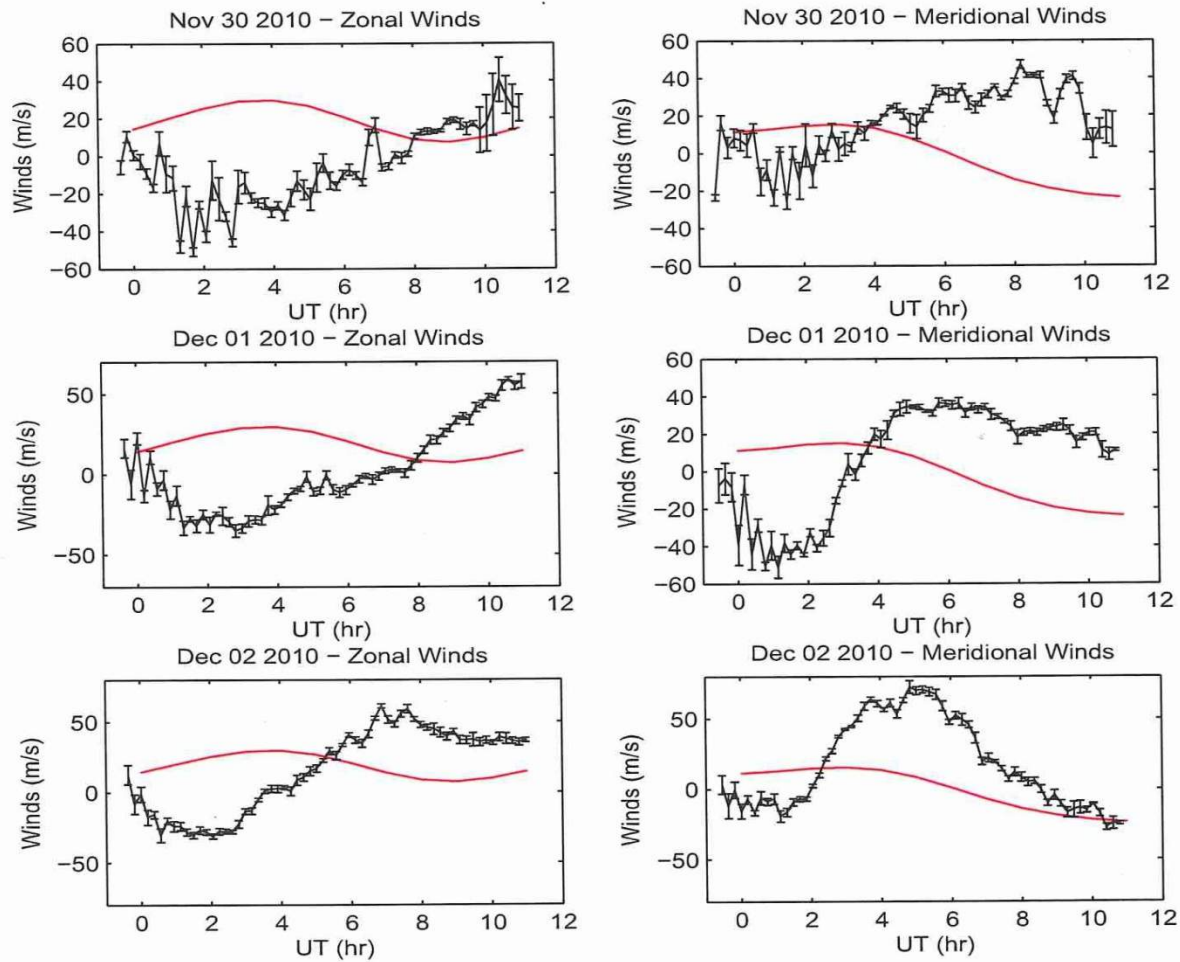 Nov 30 2010 − Zonal Winds
60
40
20
0
−20
−40
−60
Winds (m/s)
0 2 4 6 8 10 12
UT (hr)
Nov 30 2010 − Meridional Winds
60
40
20
0
−20
−40
−60
Winds (m/s)
0 2 4 6 8 10 12
UT (hr)
Dec 01 2010 − Zonal Winds
50
0
−50
Winds (m/s)
0 2 4 6 8 10 12
UT (hr)
Dec 01 2010 − Meridional Winds
60
40
20
0
−20
−40
−60
Winds (m/s)
0 2 4 6 8 10 12
UT (hr)
Dec 02 2010 − Zonal Winds
50
0
−50
Winds (m/s)
0 2 4 6 8 10 12
UT (hr)
Dec 02 2010 − Meridional Winds
50
0
−50
Winds (m/s)
0 2 4 6 8 10 12
UT (hr)